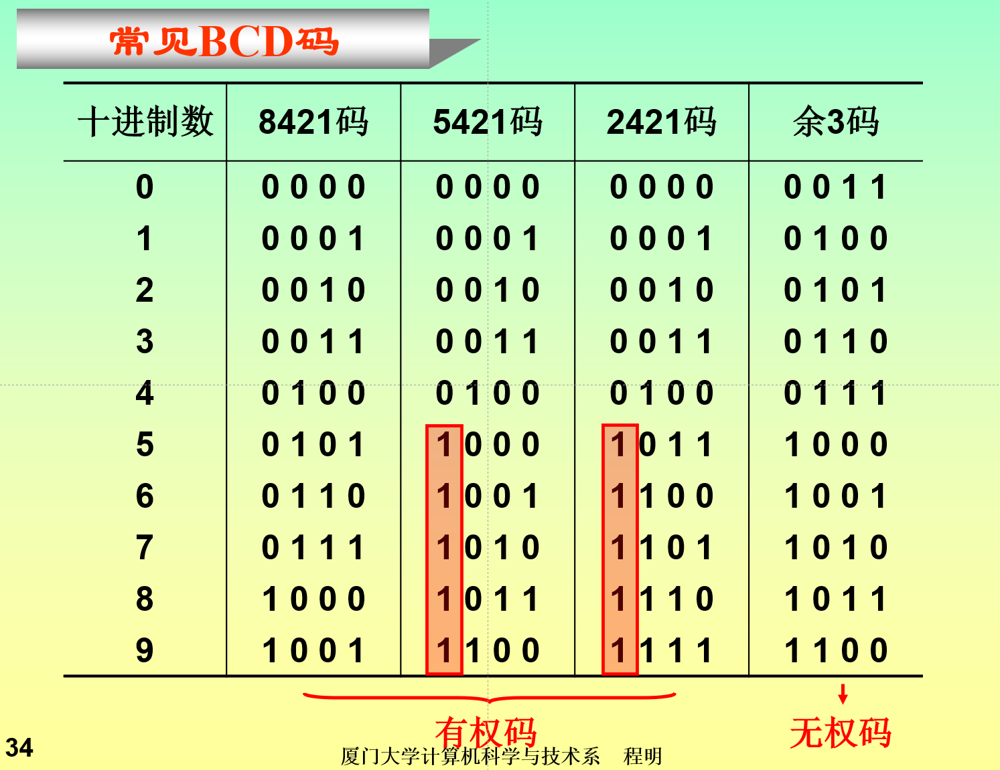 常见BCD码
十进制数 8421码 5421码 2421码 余3码
0 0 0 0 0 0 0 0 0 0 0 0 0 0 0 1 1
1 0 0 0 1 0 0 0 1 0 0 0 1 0 1 0 0
2 0 0 1 0 0 0 1 0 0 0 1 0 0 1 0 1
3 0 0 1 1 0 0 1 1 0 0 1 1 0 1 1 0
4 0 1 0 0 0 1 0 0 0 1 0 0 0 1 1 1
5 0 1 0 1 1 0 0 0 1 0 1 1 1 0 0 0
6 0 1 1 0 1 0 0 1 1 1 0 0 1 0 0 1
7 0 1 1 1 1 0 1 0 1 1 0 1 1 0 1 0
8 1 0 0 0 1 0 1 1 1 1 1 0 1 0 1 1
9 1 0 0 1 1 1 0 0 1 1 1 1 1 1 0 0
有权码 无权码
34 厦门大学计算机科学与技术系 程明